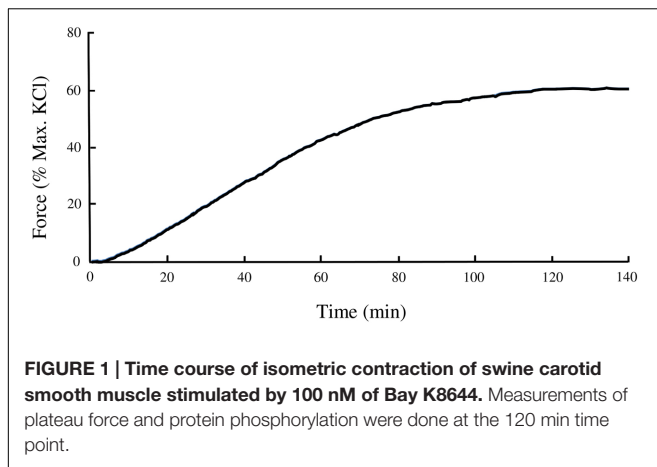 80
60
40
20
0
Force (% Max. KCl)
0 20 40 60 80 100 120 140
Time (min)
FIGURE 1 | Time course of isometric contraction of swine carotid
smooth muscle stimulated by 100 nM of Bay K8644. Measurements of
plateau force and protein phosphorylation were done at the 120 min time
point.